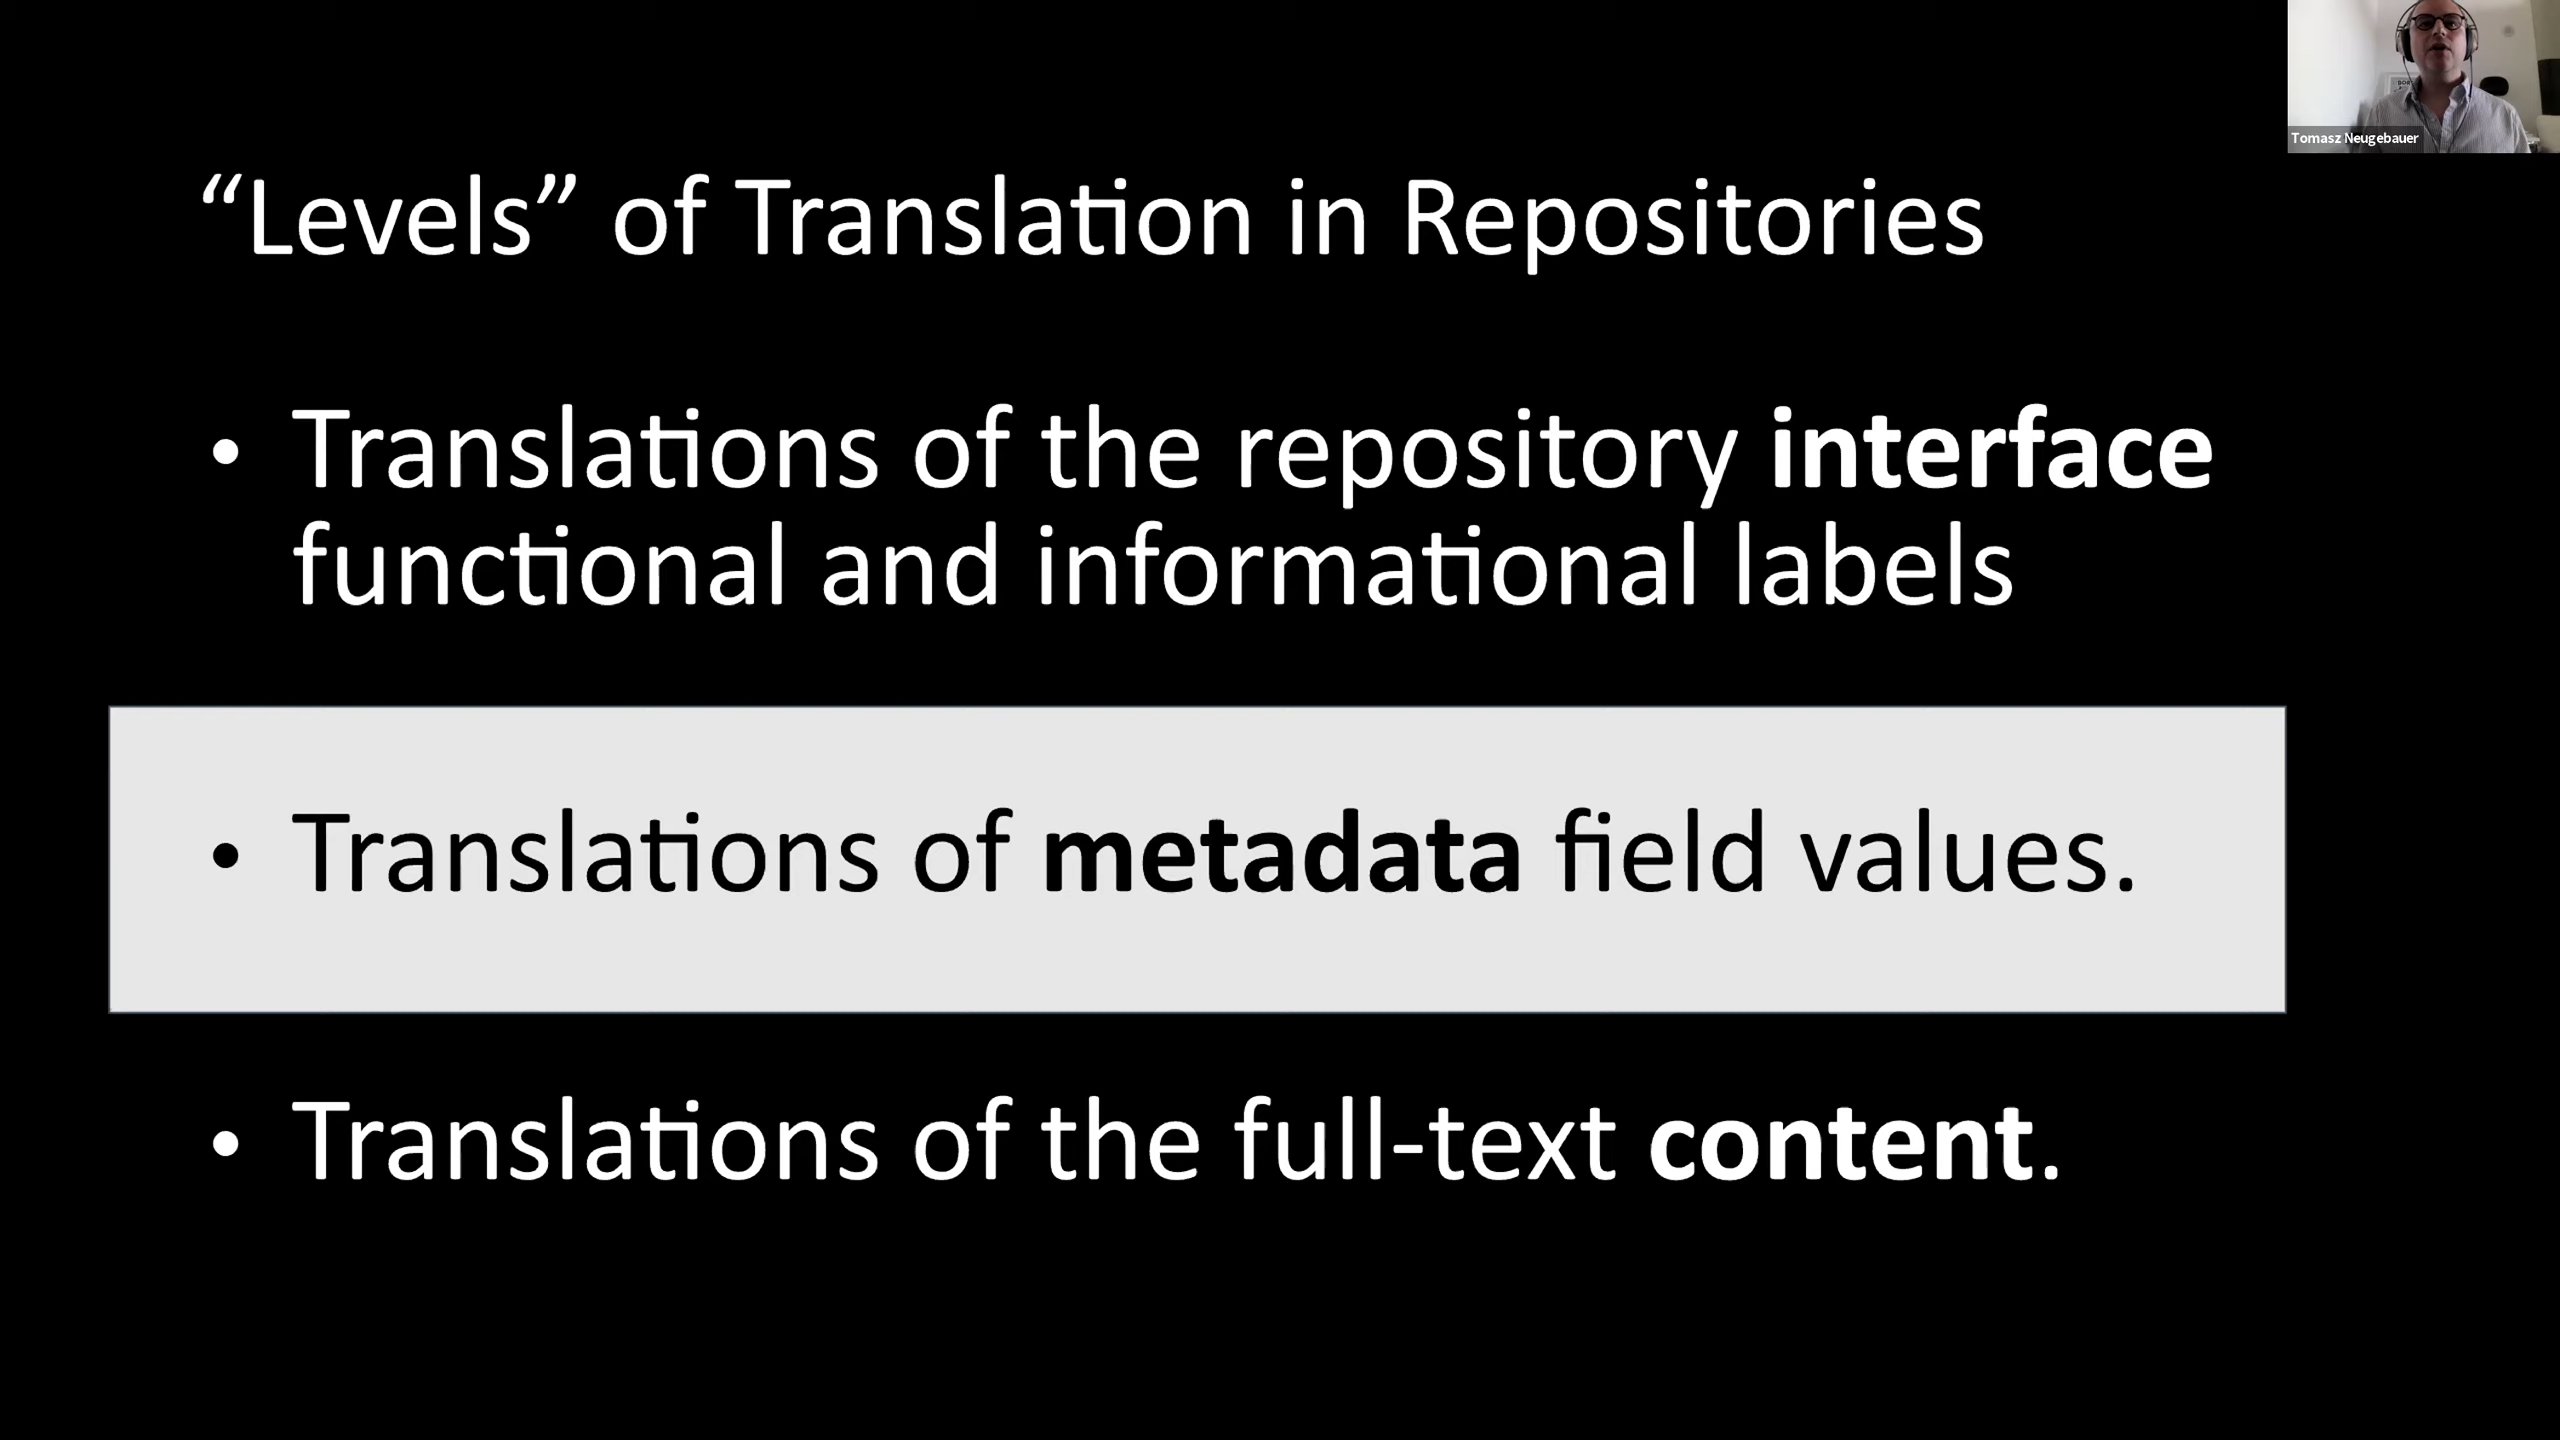 Tomasz Neugebauer
“Levels” of Translation in Repositories
• Translations of the repository interface
functional and informational labels
• Translations of metadata field values.
• Translations of the full-text content.